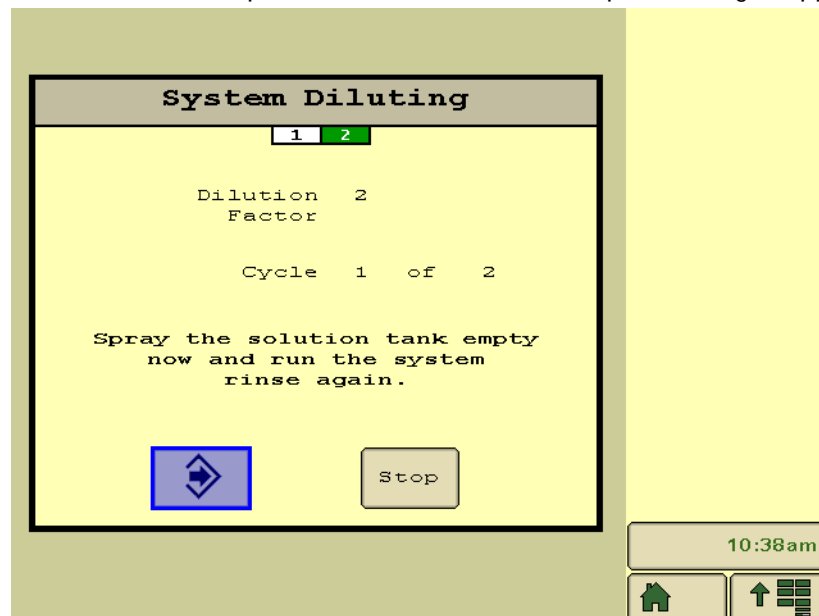 System Diluting
1 2
Dilution 2
Factor
Cycle 1 of 2
Spray the solution tank empty
now and run the system
rinse again.
Stop
10:38am